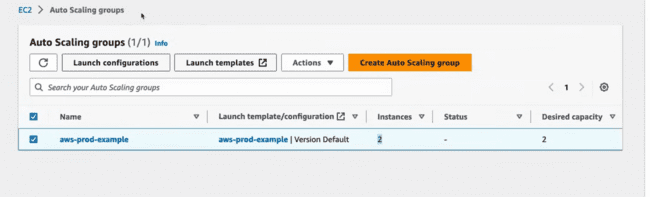 EC2 > Auto Scaling groups
Auto Scaling groups (1/1) Info
Launch configurations Launch templates Actions Create Auto Scaling group
Search your Auto Scaling groups
1
Name Launch template/configuration Instances Status Desired capacity
aws-prod-example aws-prod-example | Version Default 2 - 2